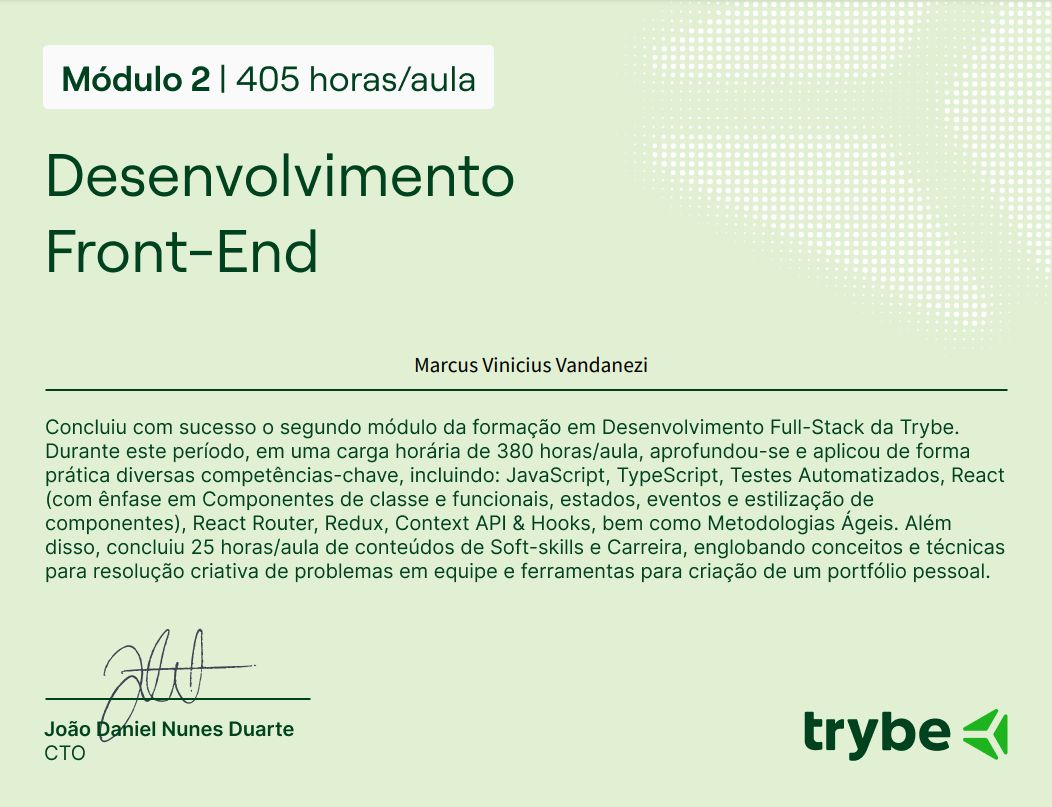 Módulo 2 | 405 horas/aula
Desenvolvimento
Front-End
Marcus Vinicius Vandanezi
Concluiu com sucesso o segundo módulo da formação em Desenvolvimento Full-Stack da Trybe.
Durante este período, em uma carga horária de 380 horas/aula, aprofundou-se e aplicou de forma
prática diversas competências-chave, incluindo: JavaScript, TypeScript, Testes Automatizados, React
(com ênfase em Componentes de classe e funcionais, estados, eventos e estilização de
componentes), React Router, Redux, Context API & Hooks, bem como Metodologias Ágeis. Além
disso, concluiu 25 horas/aula de conteúdos de Soft-skills e Carreira, englobando conceitos e técnicas
para resolução criativa de problemas em equipe e ferramentas para criação de um portfólio pessoal.
João Daniel Nunes Duarte
CTO
trybe